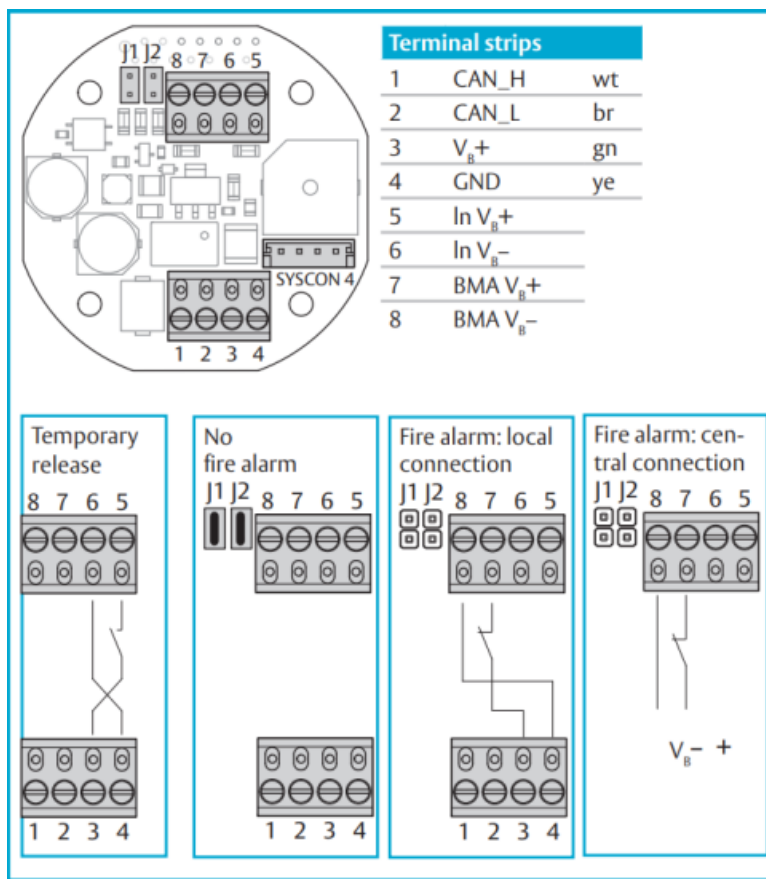 J1 J2
8 7 6 5
SYSCON 4
1 2 3 4
Terminal strips
1 CAN_H wt
2 CAN_L br
3 VB+ gn
4 GND ye
5 ln VB+
6 ln VB–
7 BMA VB+
8 BMA VB–
Temporary
release
8 7 6 5
1 2 3 4
No
fire alarm
J1 J2
8 7 6 5
1 2 3 4
Fire alarm: local
connection
J1 J2
8 7 6 5
1 2 3 4
Fire alarm: cen-
tral connection
J1 J2
8 7 6 5
VB– +